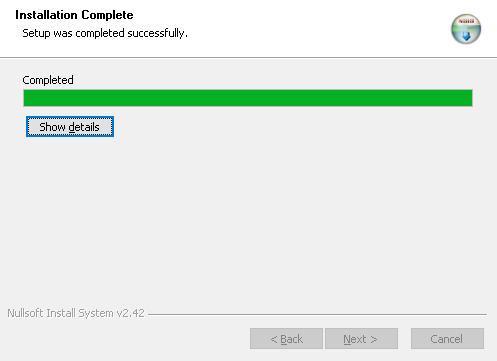 Installation Complete
Setup was completed successfully.
Completed
Show details
Nullsoft Install System v2.42
< Back
Next >
Cancel